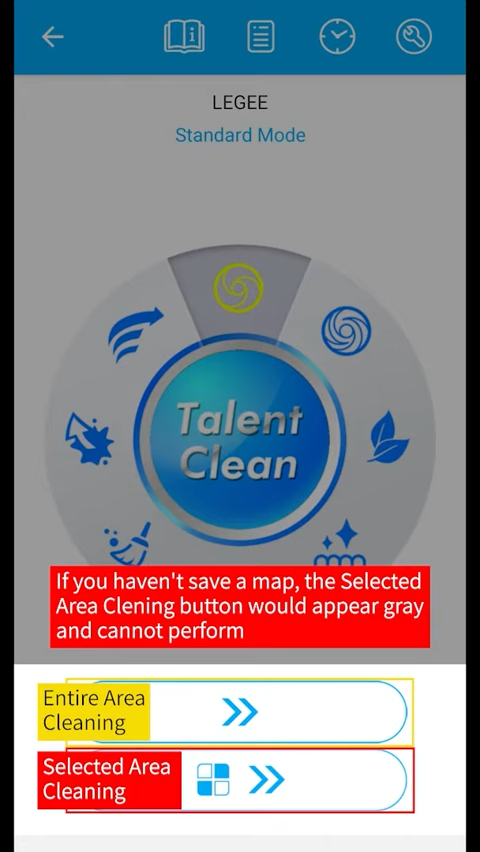 LEGEE
Standard Mode
Talent
Clean
If you haven't save a map, the Selected
Area Clening button would appear gray
and cannot perform
Entire Area
Cleaning
Selected Area
Cleaning